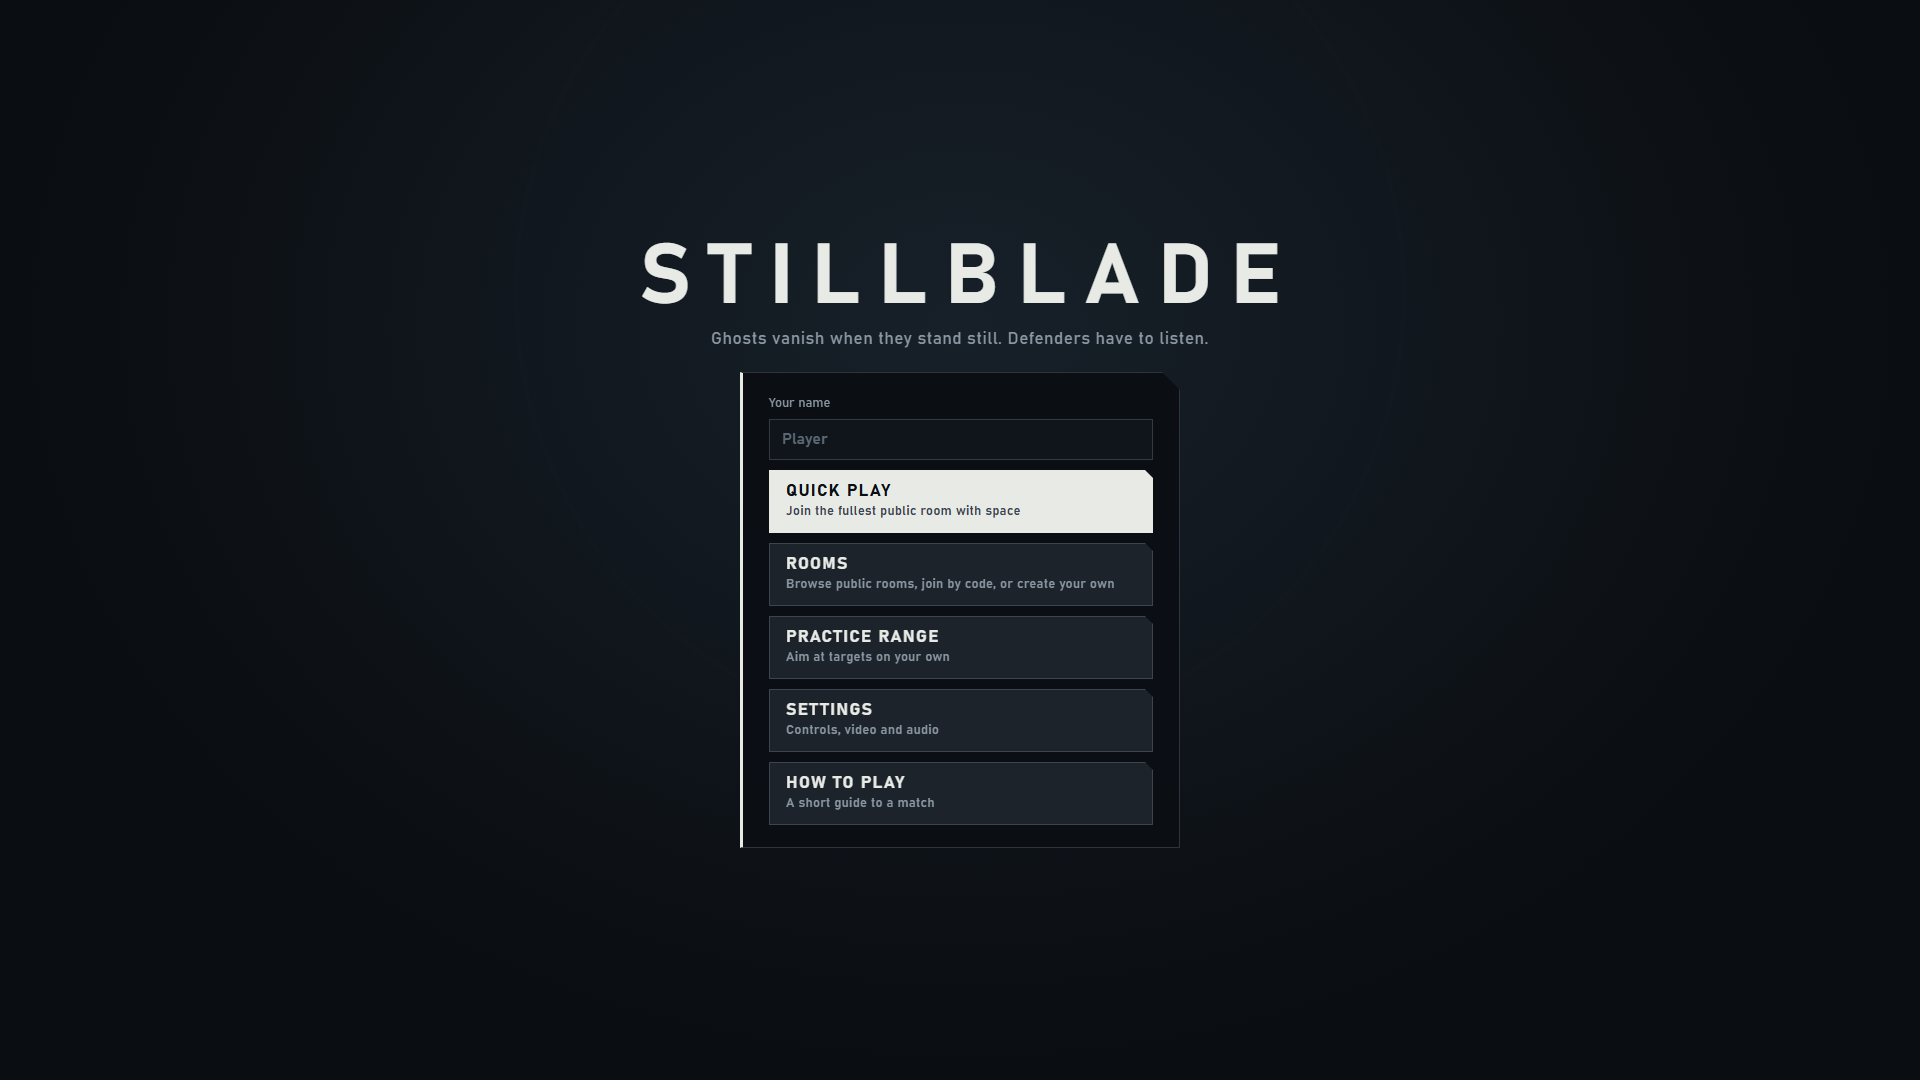 STILLBLADE
Ghosts vanish when they stand still. Defenders have to listen.
Your name
Player
QUICK PLAY
Join the fullest public room with space
ROOMS
Browse public rooms, join by code, or create your own
PRACTICE RANGE
Aim at targets on your own
SETTINGS
Controls, video and audio
HOW TO PLAY
A short guide to a match